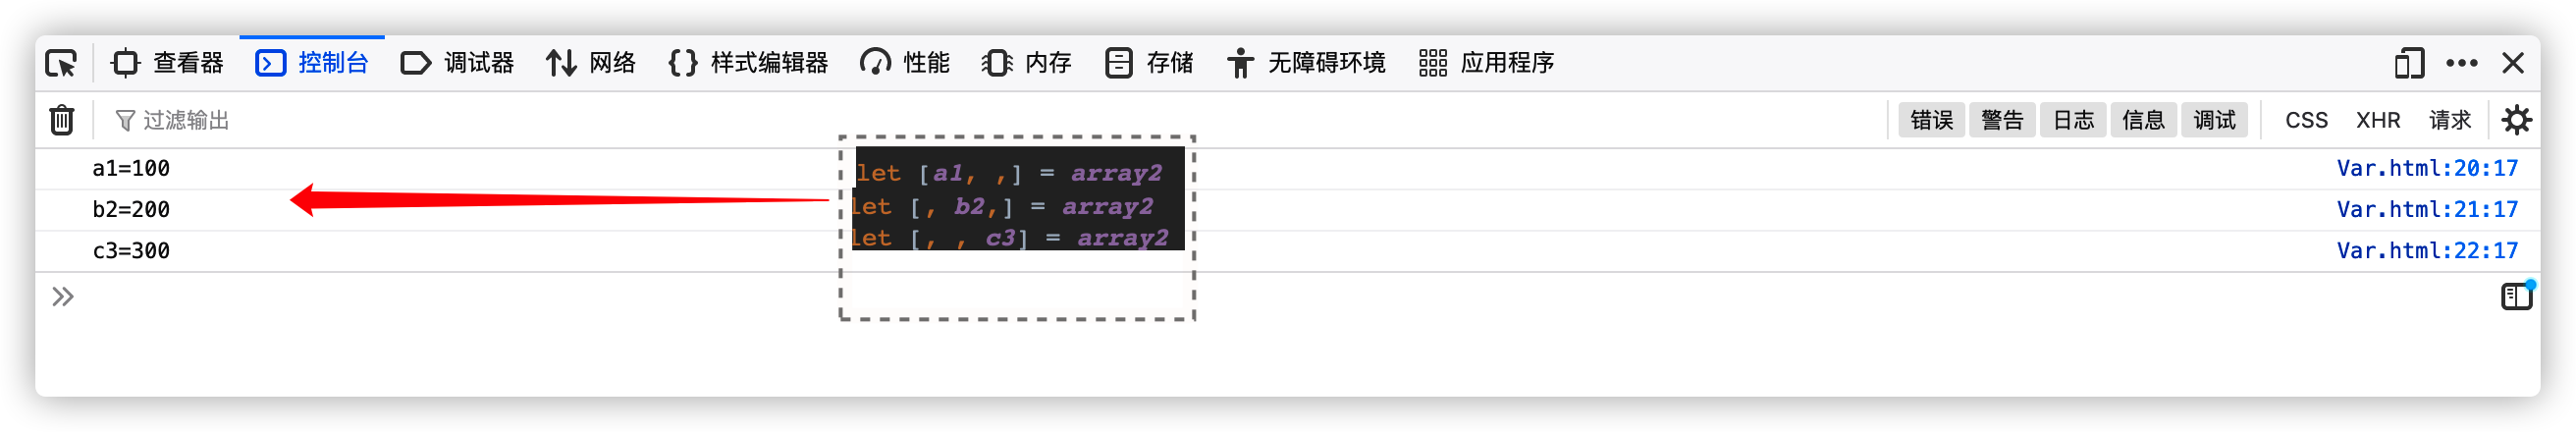 查看器 控制台 调试器 网络 样式编辑器 性能 内存 存储 无障碍环境 应用程序
过滤输出 错误 警告 日志 信息 调试 CSS XHR 请求
a1=100 Var.html:20:17
b2=200 Var.html:21:17
c3=300 Var.html:22:17
let [a1, ,] = array2
let [, b2,] = array2
let [, , c3] = array2